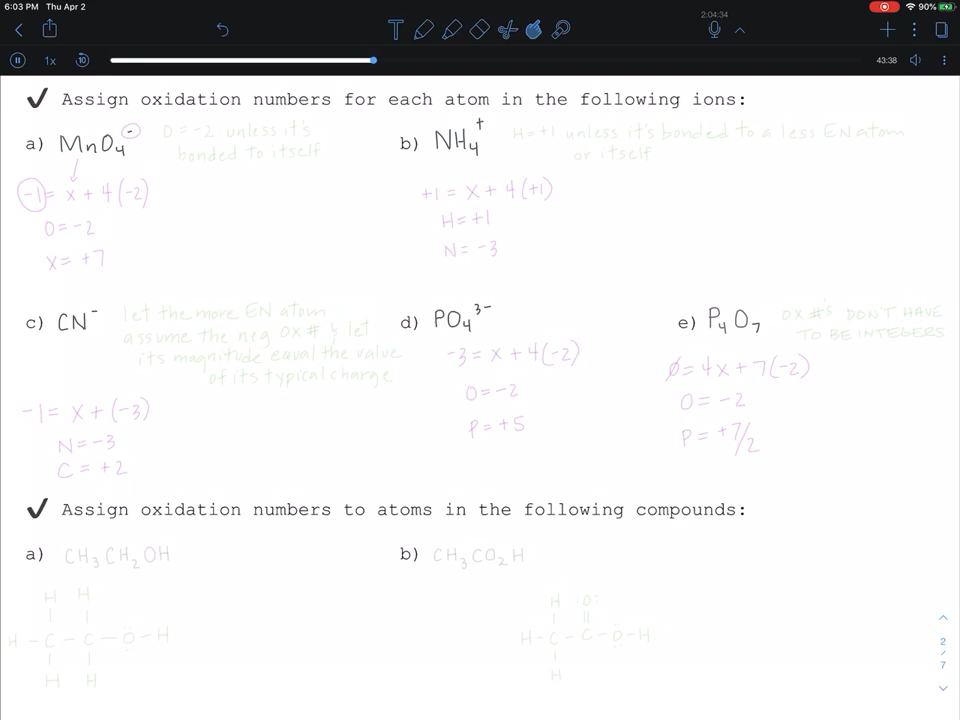 6:03 PM Thu Apr 2
90%
2:04:34
1x
10
43:38
✓ Assign oxidation numbers for each atom in the following ions:
a) MnO₄⁻
O = -2 unless it's
bonded to itself
-1 = x + 4(-2)
O = -2
x = +7
b) NH₄⁺
H = +1 unless it's bonded to a less EN atom
or itself
+1 = x + 4(+1)
H = +1
N = -3
c) CN⁻
let the more EN atom
assume the neg ox # & let
its magnitude equal the value
of its typical charge
-1 = x + (-3)
N = -3
C = +2
d) PO₄³⁻
-3 = x + 4(-2)
O = -2
P = +5
e) P₄O₇
OX #'s DON'T HAVE
TO BE INTEGERS
0 = 4x + 7(-2)
O = -2
P = +7/2
✓ Assign oxidation numbers to atoms in the following compounds:
a) CH₃CH₂OH
H H
H - C - C - O - H
H H
b) CH₃CO₂H
H :O:
H - C - C - O - H
H
2
/
7